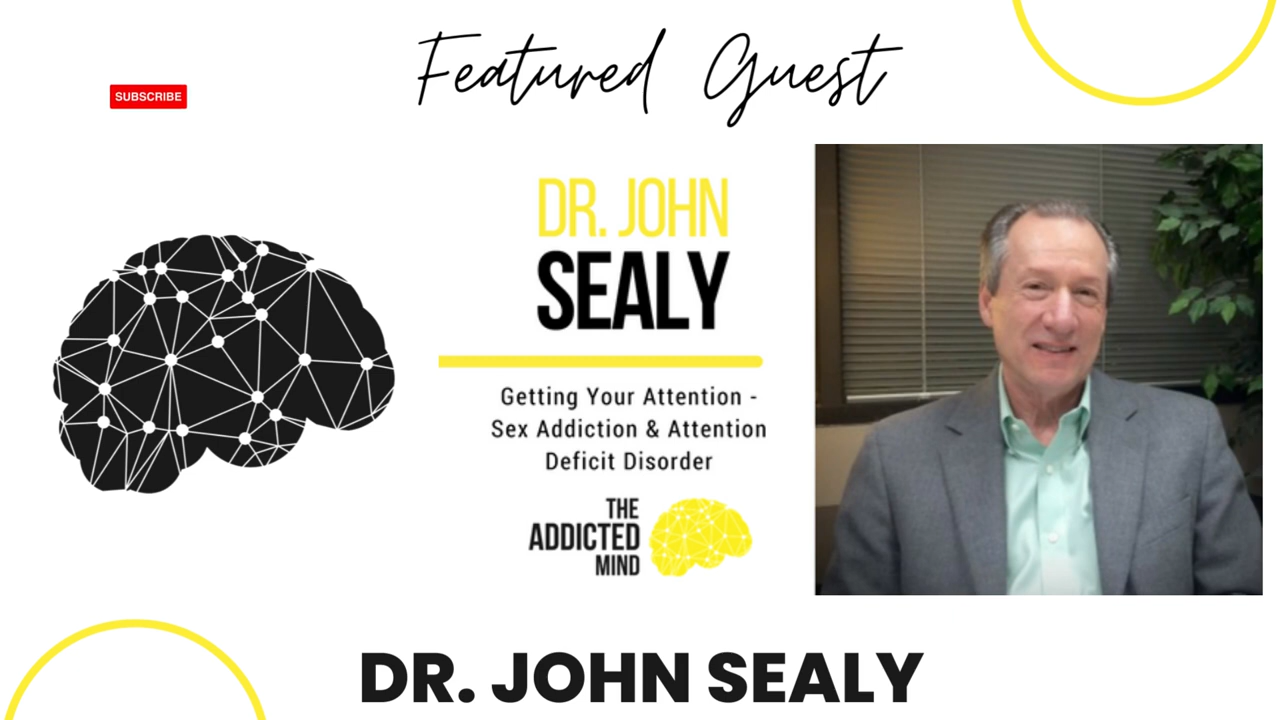 Featured Guest
SUBSCRIBE
DR. JOHN
SEALY
Getting Your Attention -
Sex Addiction & Attention
Deficit Disorder
THE
ADDICTED
MIND
DR. JOHN SEALY